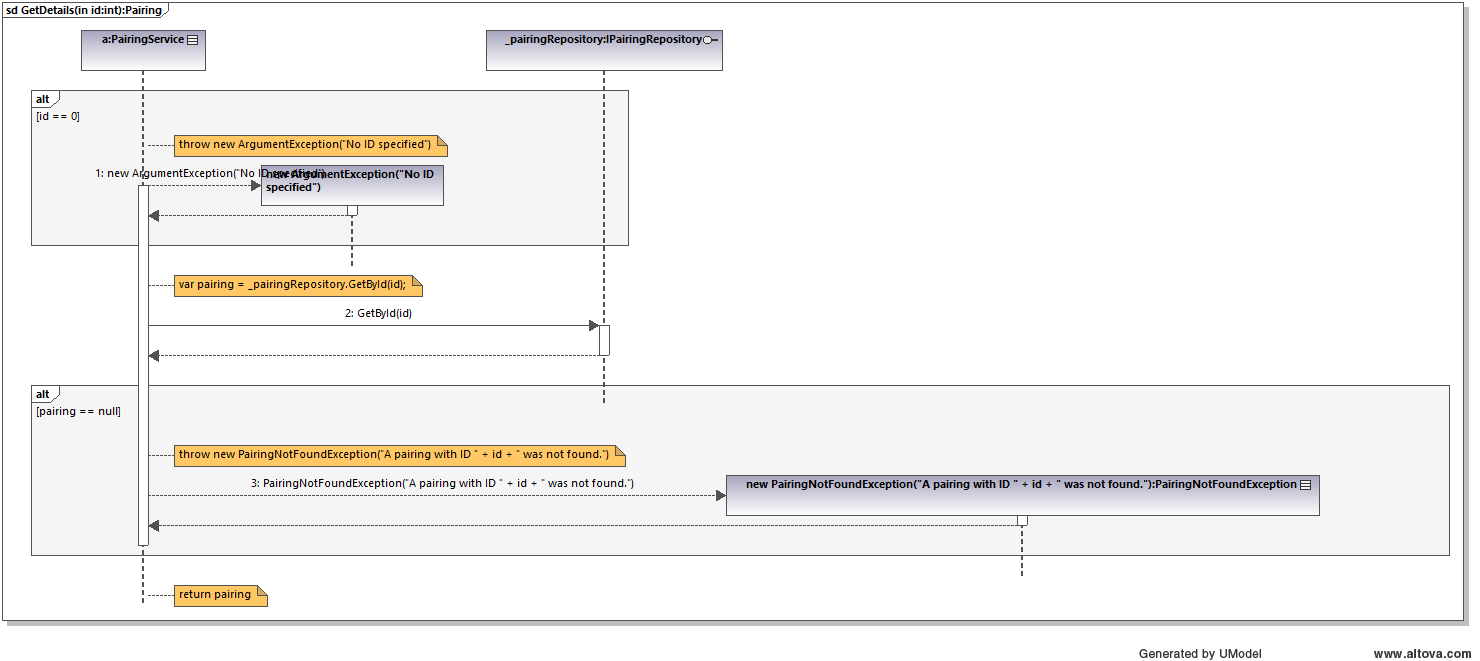 sd GetDetails(in id:int):Pairing
a:PairingService
_pairingRepository:IPairingRepository
alt
[id == 0]
throw new ArgumentException("No ID specified")
1: new ArgumentException("No ID specified")
new ArgumentException("No ID
specified")
var pairing = _pairingRepository.GetById(id);
2: GetById(id)
alt
[pairing == null]
throw new PairingNotFoundException("A pairing with ID " + id + " was not found.")
3: PairingNotFoundException("A pairing with ID " + id + " was not found.")
new PairingNotFoundException("A pairing with ID " + id + " was not found."):PairingNotFoundException
return pairing
Generated by UModel
www.altova.com